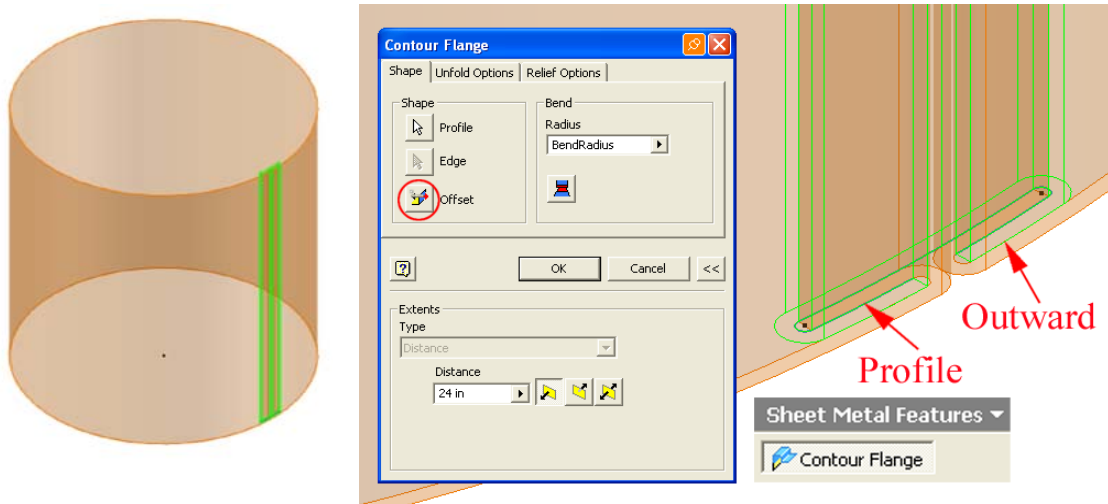 Contour Flange
Shape Unfold Options Relief Options
Shape
Profile
Edge
Offset
Bend
Radius
BendRadius
OK Cancel <<
Extents
Type
Distance
Distance
24 in
Outward
Profile
Sheet Metal Features
Contour Flange